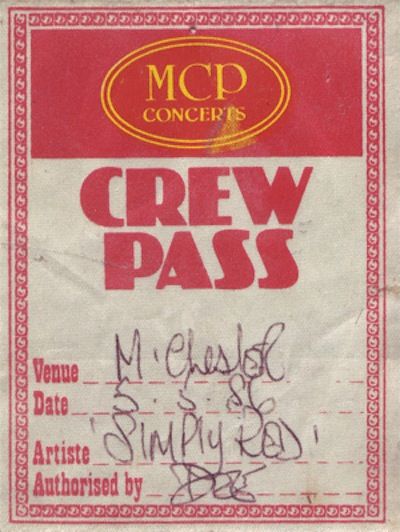 MCP
CONCERTS
CREW
PASS
Venue M'Chester
Date 5.5.86
Artiste 'SIMPLY RED'
Authorised by